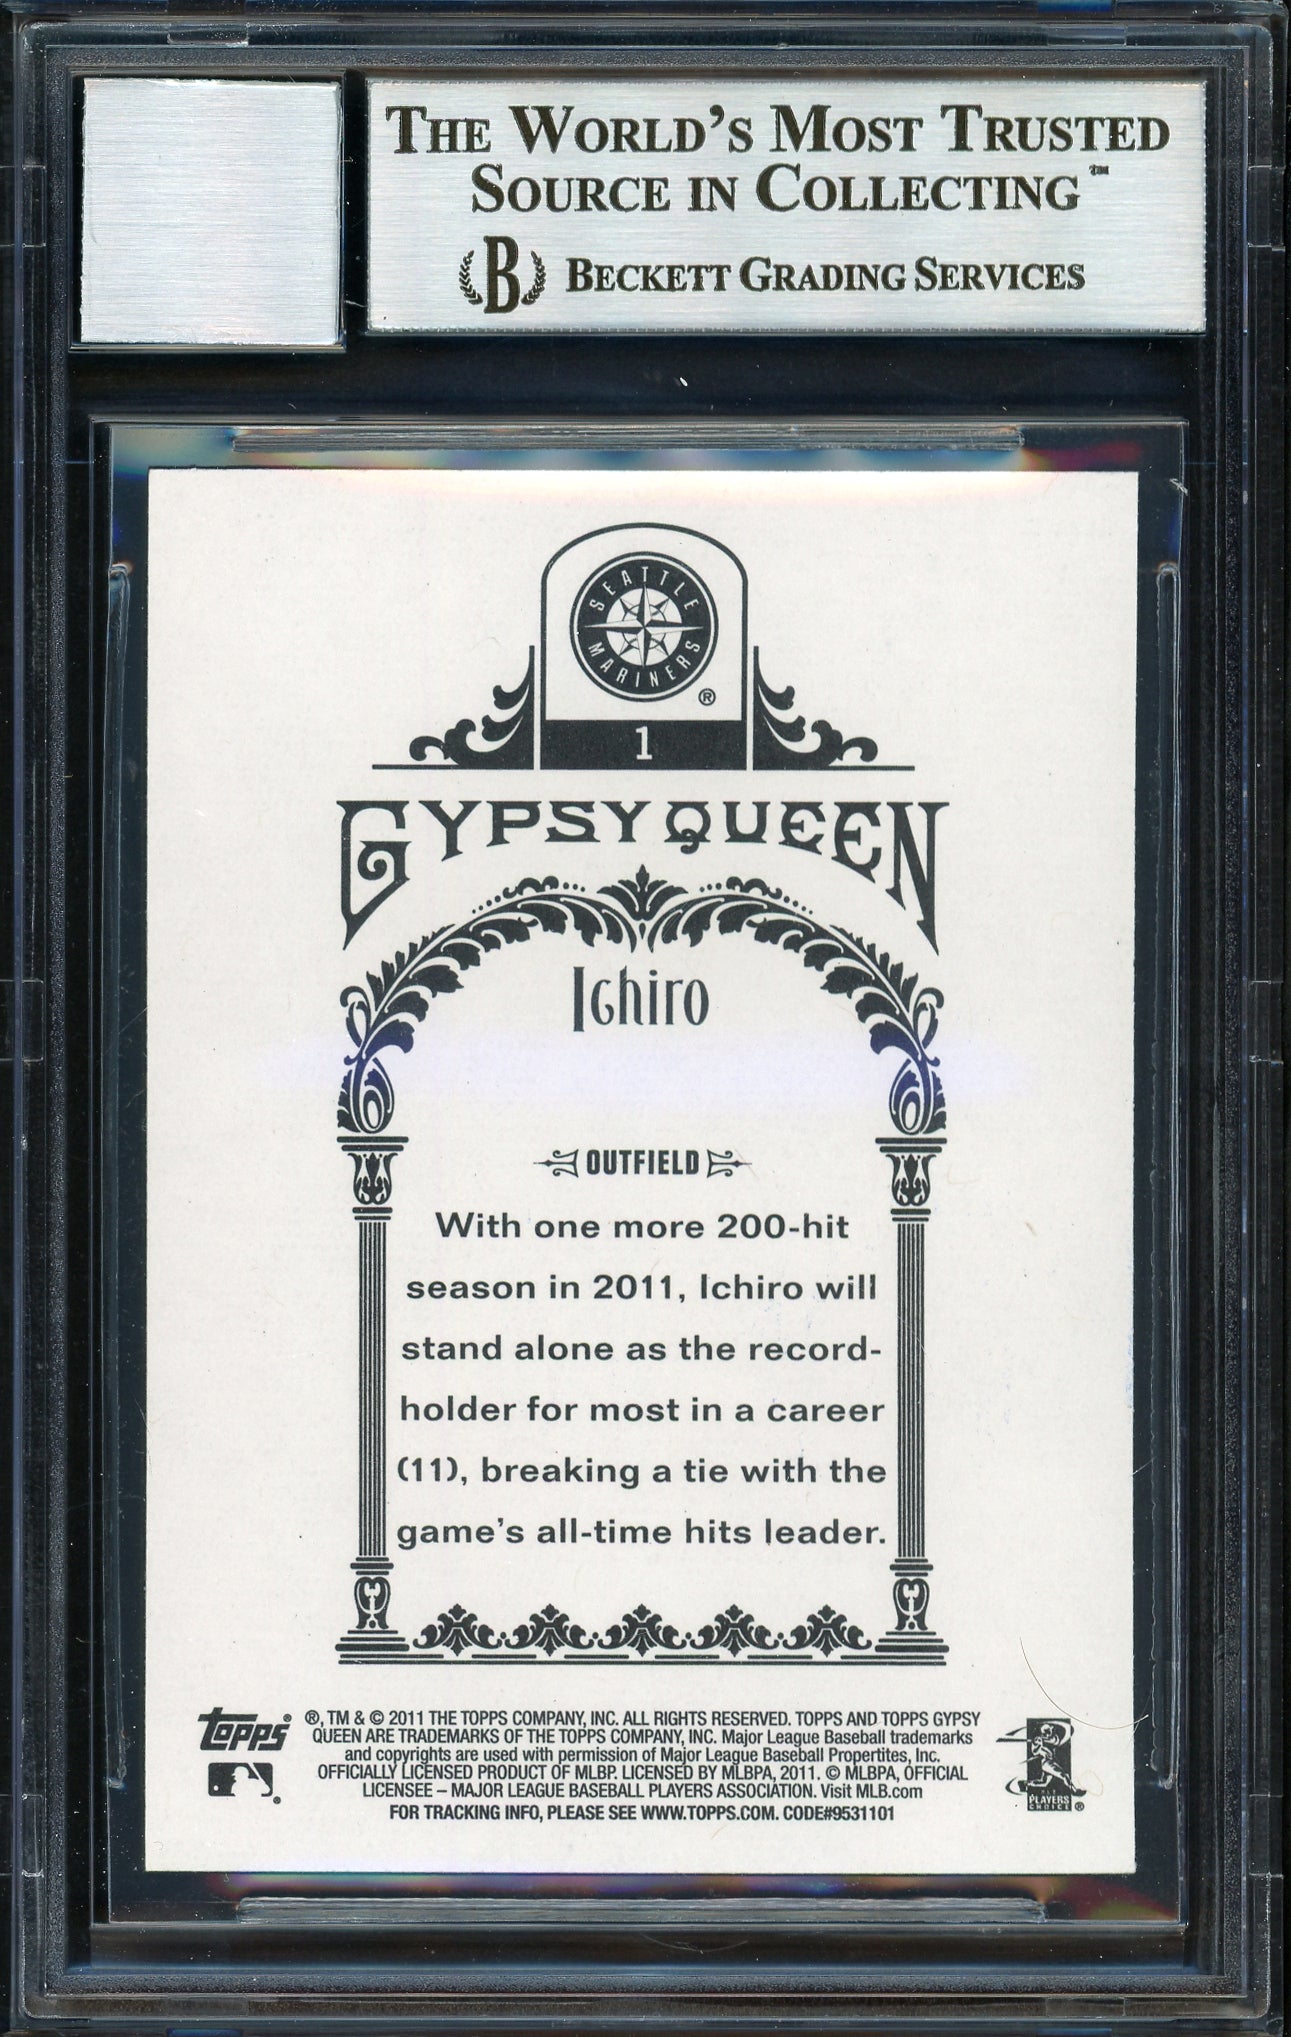 THE WORLD'S MOST TRUSTED
SOURCE IN COLLECTING™
B BECKETT GRADING SERVICES
SEATTLE
MARINERS
®
1
GYPSY QUEEN
Ichiro
OUTFIELD
With one more 200-hit
season in 2011, Ichiro will
stand alone as the record-
holder for most in a career
(11), breaking a tie with the
game's all-time hits leader.
topps®
®, TM & © 2011 THE TOPPS COMPANY, INC. ALL RIGHTS RESERVED. TOPPS AND TOPPS GYPSY
QUEEN ARE TRADEMARKS OF THE TOPPS COMPANY, INC. Major League Baseball trademarks
and copyrights are used with permission of Major League Baseball Propertites, Inc.
OFFICIALLY LICENSED PRODUCT OF MLBP. LICENSED BY MLBPA, 2011. © MLBPA, OFFICIAL
LICENSEE – MAJOR LEAGUE BASEBALL PLAYERS ASSOCIATION. Visit MLB.com
FOR TRACKING INFO, PLEASE SEE WWW.TOPPS.COM. CODE#9531101
PLAYERS
CHOICE ®